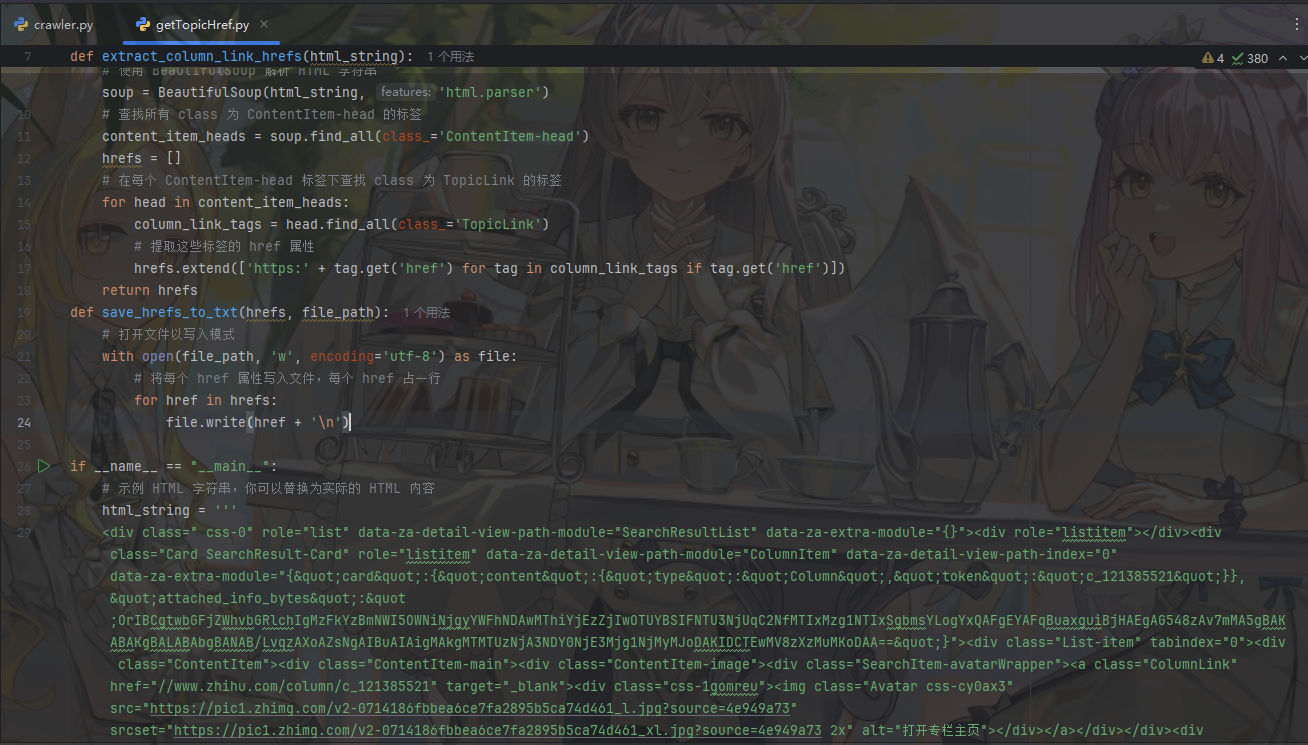 crawler.py getTopicHref.py
7 def extract_column_link_hrefs(html_string): 1个用法 4 380
# 使用 BeautifulSoup 解析 HTML 字符串
9 soup = BeautifulSoup(html_string, features: 'html.parser')
10 # 查找所有 class 为 ContentItem-head 的标签
11 content_item_heads = soup.find_all(class_='ContentItem-head')
12 hrefs = []
13 # 在每个 ContentItem-head 标签下查找 class 为 TopicLink 的标签
14 for head in content_item_heads:
15 column_link_tags = head.find_all(class_='TopicLink')
16 # 提取这些标签的 href 属性
17 hrefs.extend(['https:' + tag.get('href') for tag in column_link_tags if tag.get('href')])
18 return hrefs
19 def save_hrefs_to_txt(hrefs, file_path): 1个用法
20 # 打开文件以写入模式
21 with open(file_path, 'w', encoding='utf-8') as file:
22 # 将每个 href 属性写入文件，每个 href 占一行
23 for href in hrefs:
24 file.write(href + '\n')
25
26 if __name__ == "__main__":
27 # 示例 HTML 字符串，你可以替换为实际的 HTML 内容
28 html_string = '''
29 <div class=" css-0" role="list" data-za-detail-view-path-module="SearchResultList" data-za-extra-module="{}"><div role="listitem"></div><div
class="Card SearchResult-Card" role="listitem" data-za-detail-view-path-module="ColumnItem" data-za-detail-view-path-index="0"
data-za-extra-module="{&quot;card&quot;:{&quot;content&quot;:{&quot;type&quot;:&quot;Column&quot;,&quot;token&quot;:&quot;c_121385521&quot;}},
&quot;attached_info_bytes&quot;:&quot
;OrIBCgtwbGFjZWhvbGRlchIgMzFkYzBmNWI5OWNiNjgyYWFhNDAwMThiYjEzZjIwOTUYBSIFNTU3NjUqC2NfMTIxMzg1NTIxSgbmsYLogYxQAFgEYAFqBuaxguiBjHAEgAG548zAv7mMA5gBAK
ABAKgBALABAbgBANAB/LvgzAXoAZsNgAIBuAIAAigMAkgMTMTUzNjA3NDY0NjE3Mjg1NjMyMJoDAKIDCTEwMV8zXzMuMKoDAA==&quot;}"><div class="List-item" tabindex="0"><div
class="ContentItem"><div class="ContentItem-main"><div class="ContentItem-image"><div class="SearchItem-avatarWrapper"><a class="ColumnLink"
href="//www.zhihu.com/column/c_121385521" target="_blank"><div class="css-1gomreu"><img class="Avatar css-cy0ax3"
src="https://pic1.zhimg.com/v2-0714186fbbea6ce7fa2895b5ca74d461_l.jpg?source=4e949a73"
srcset="https://pic1.zhimg.com/v2-0714186fbbea6ce7fa2895b5ca74d461_xl.jpg?source=4e949a73 2x" alt="打开专栏主页"></div></a></div></div><div